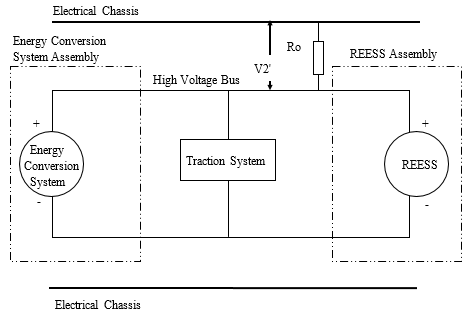 Electrical Chassis
Energy Conversion
System Assembly
Ro
REESS Assembly
V2'
High Voltage Bus
+
+
Energy
Conversion
System
Traction System
REESS
-
-
Electrical Chassis